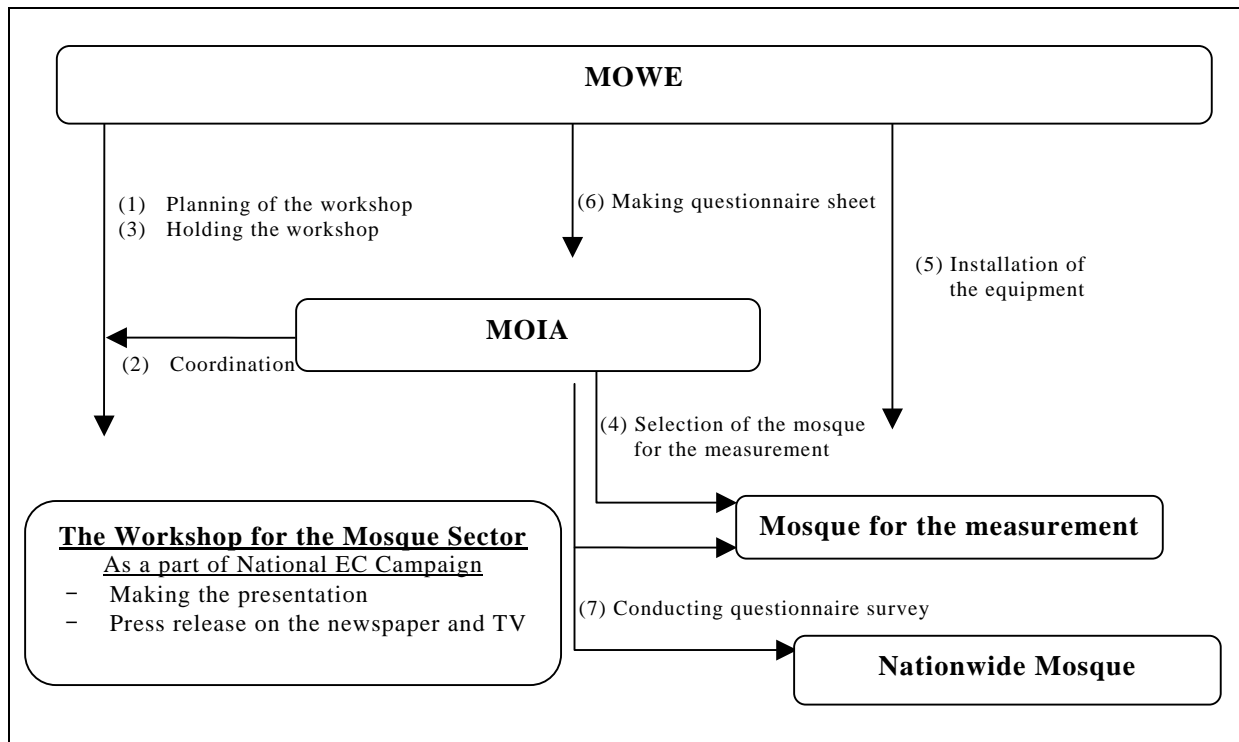 MOWE
(1) Planning of the workshop
(3) Holding the workshop
(6) Making questionnaire sheet
(5) Installation of
the equipment
MOIA
(2) Coordination
(4) Selection of the mosque
for the measurement
The Workshop for the Mosque Sector
As a part of National EC Campaign
- Making the presentation
- Press release on the newspaper and TV
Mosque for the measurement
(7) Conducting questionnaire survey
Nationwide Mosque